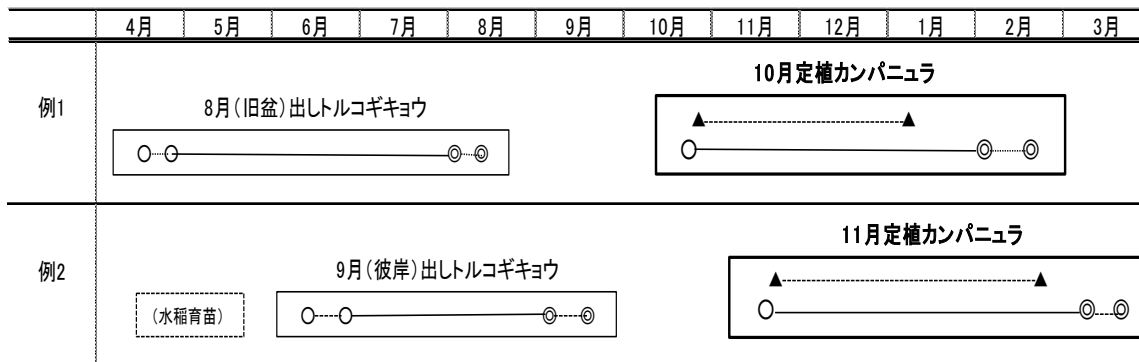 4月 5月 6月 7月 8月 9月 10月 11月 12月 1月 2月 3月
10月定植カンパニュラ
例1 8月(旧盆)出しトルコギキョウ
11月定植カンパニュラ
例2 9月(彼岸)出しトルコギキョウ
(水稲育苗)